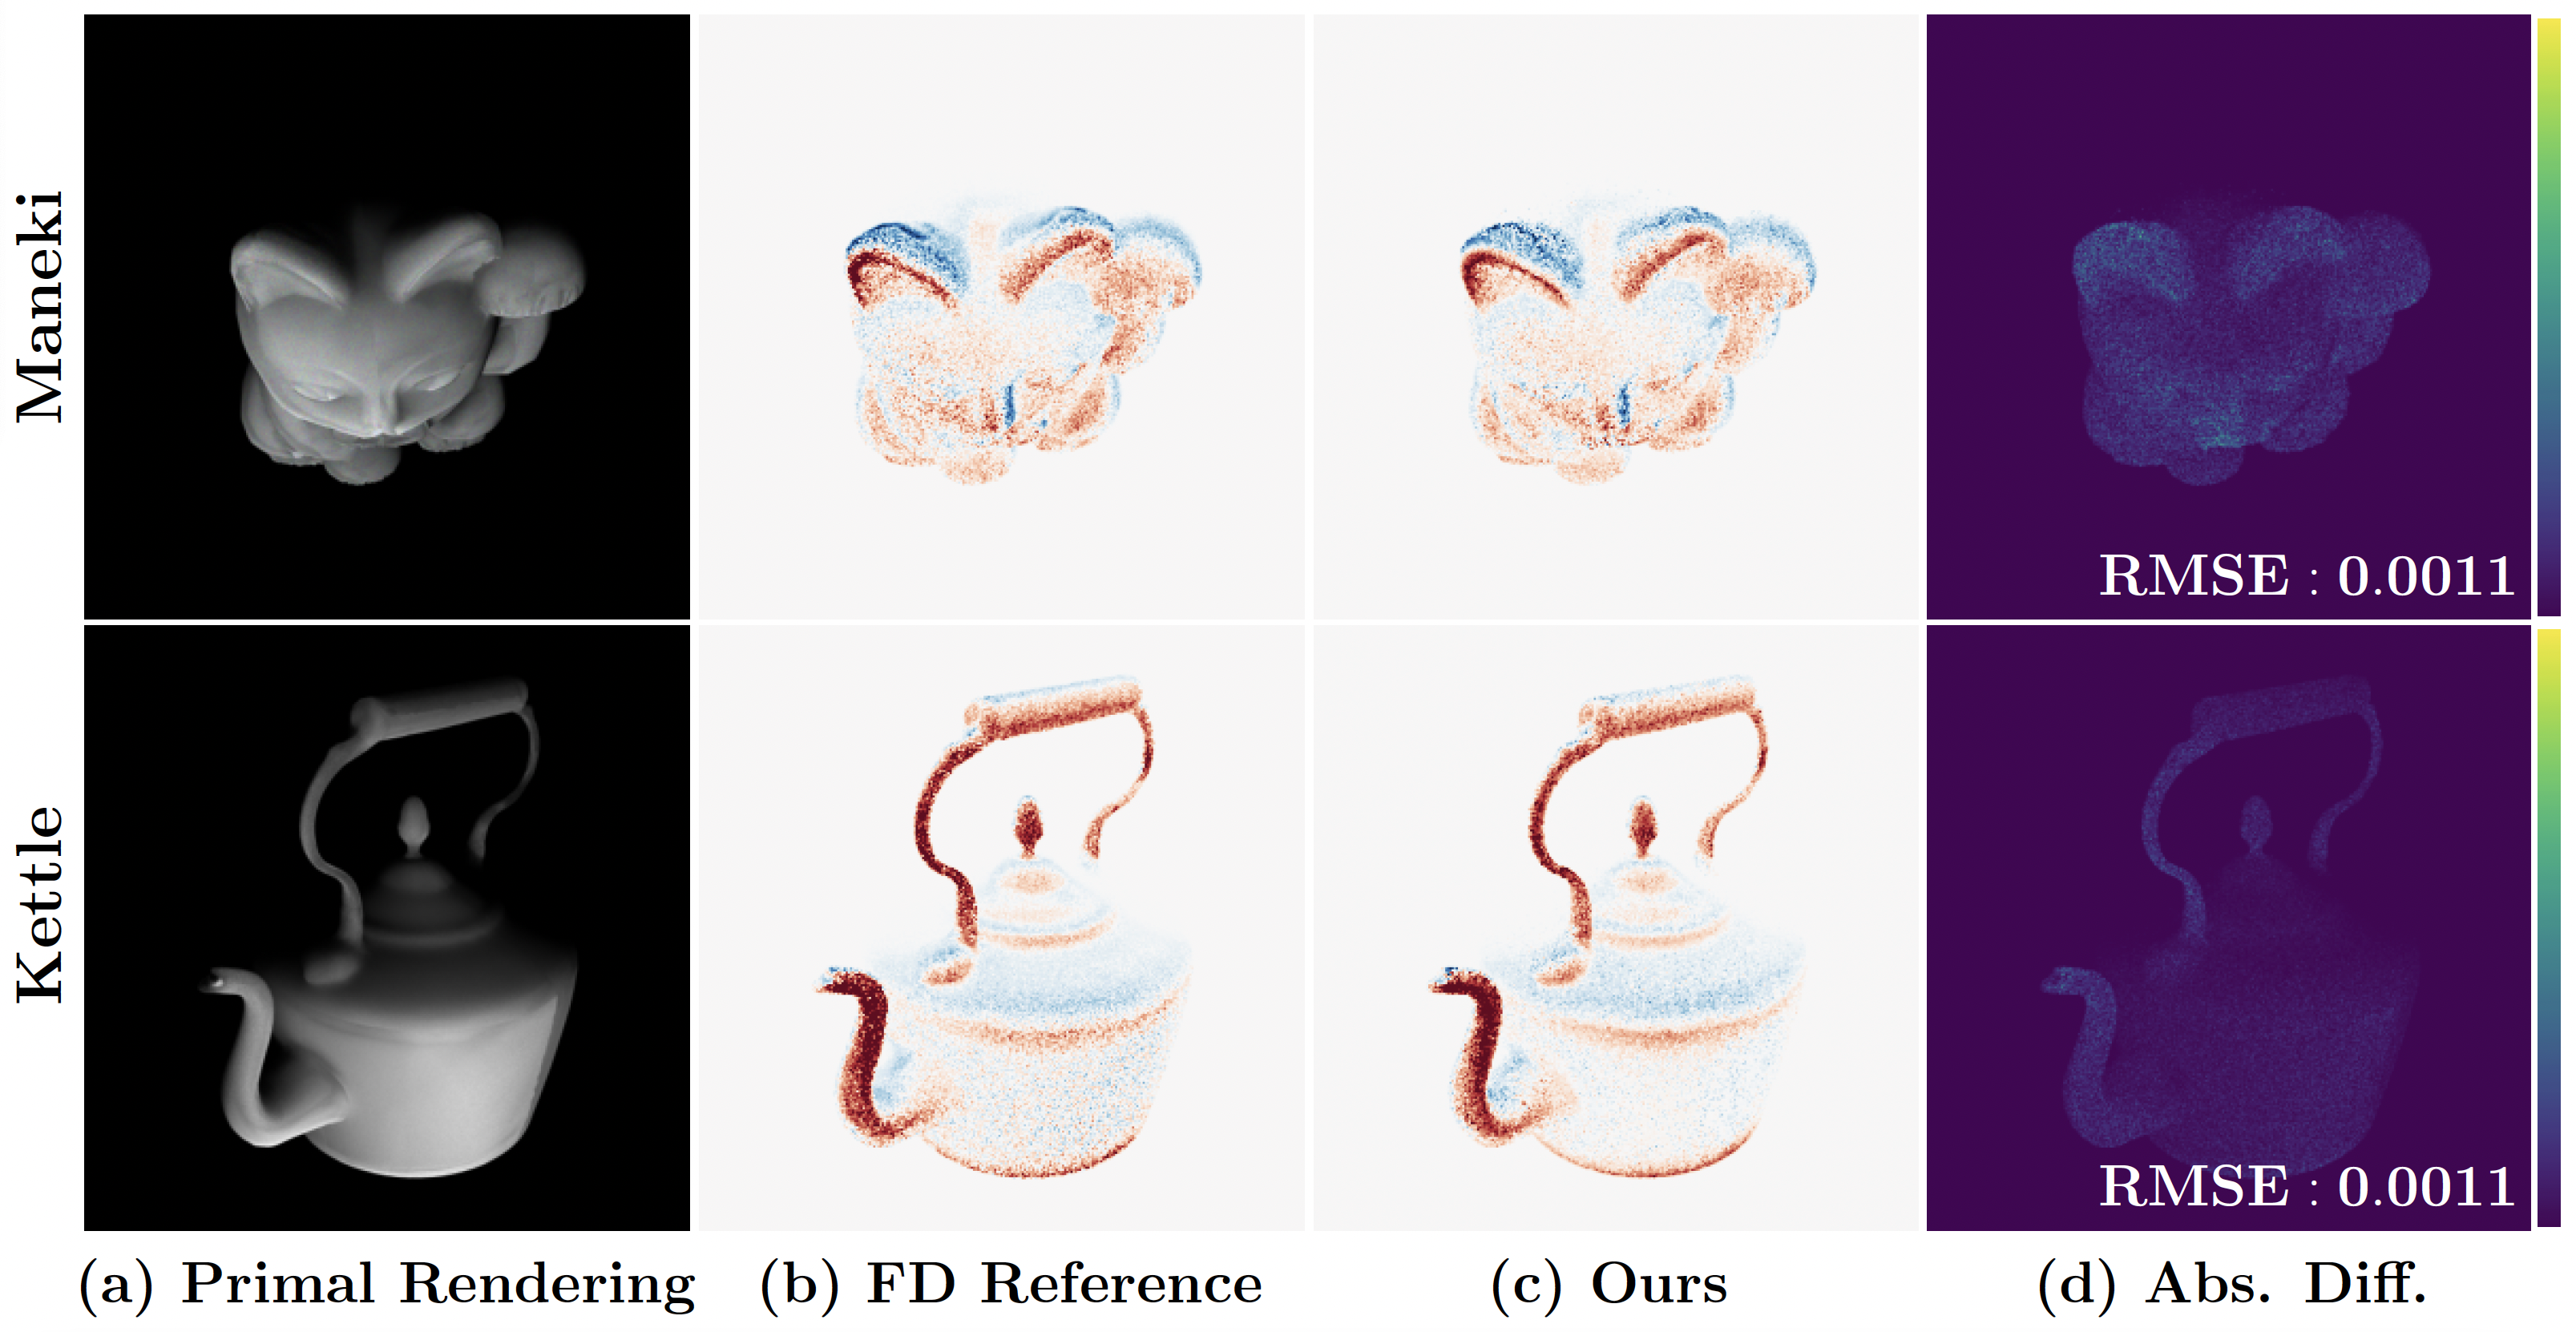 Maneki
RMSE : 0.0011
Kettle
RMSE : 0.0011
(a) Primal Rendering
(b) FD Reference
(c) Ours
(d) Abs. Diff.